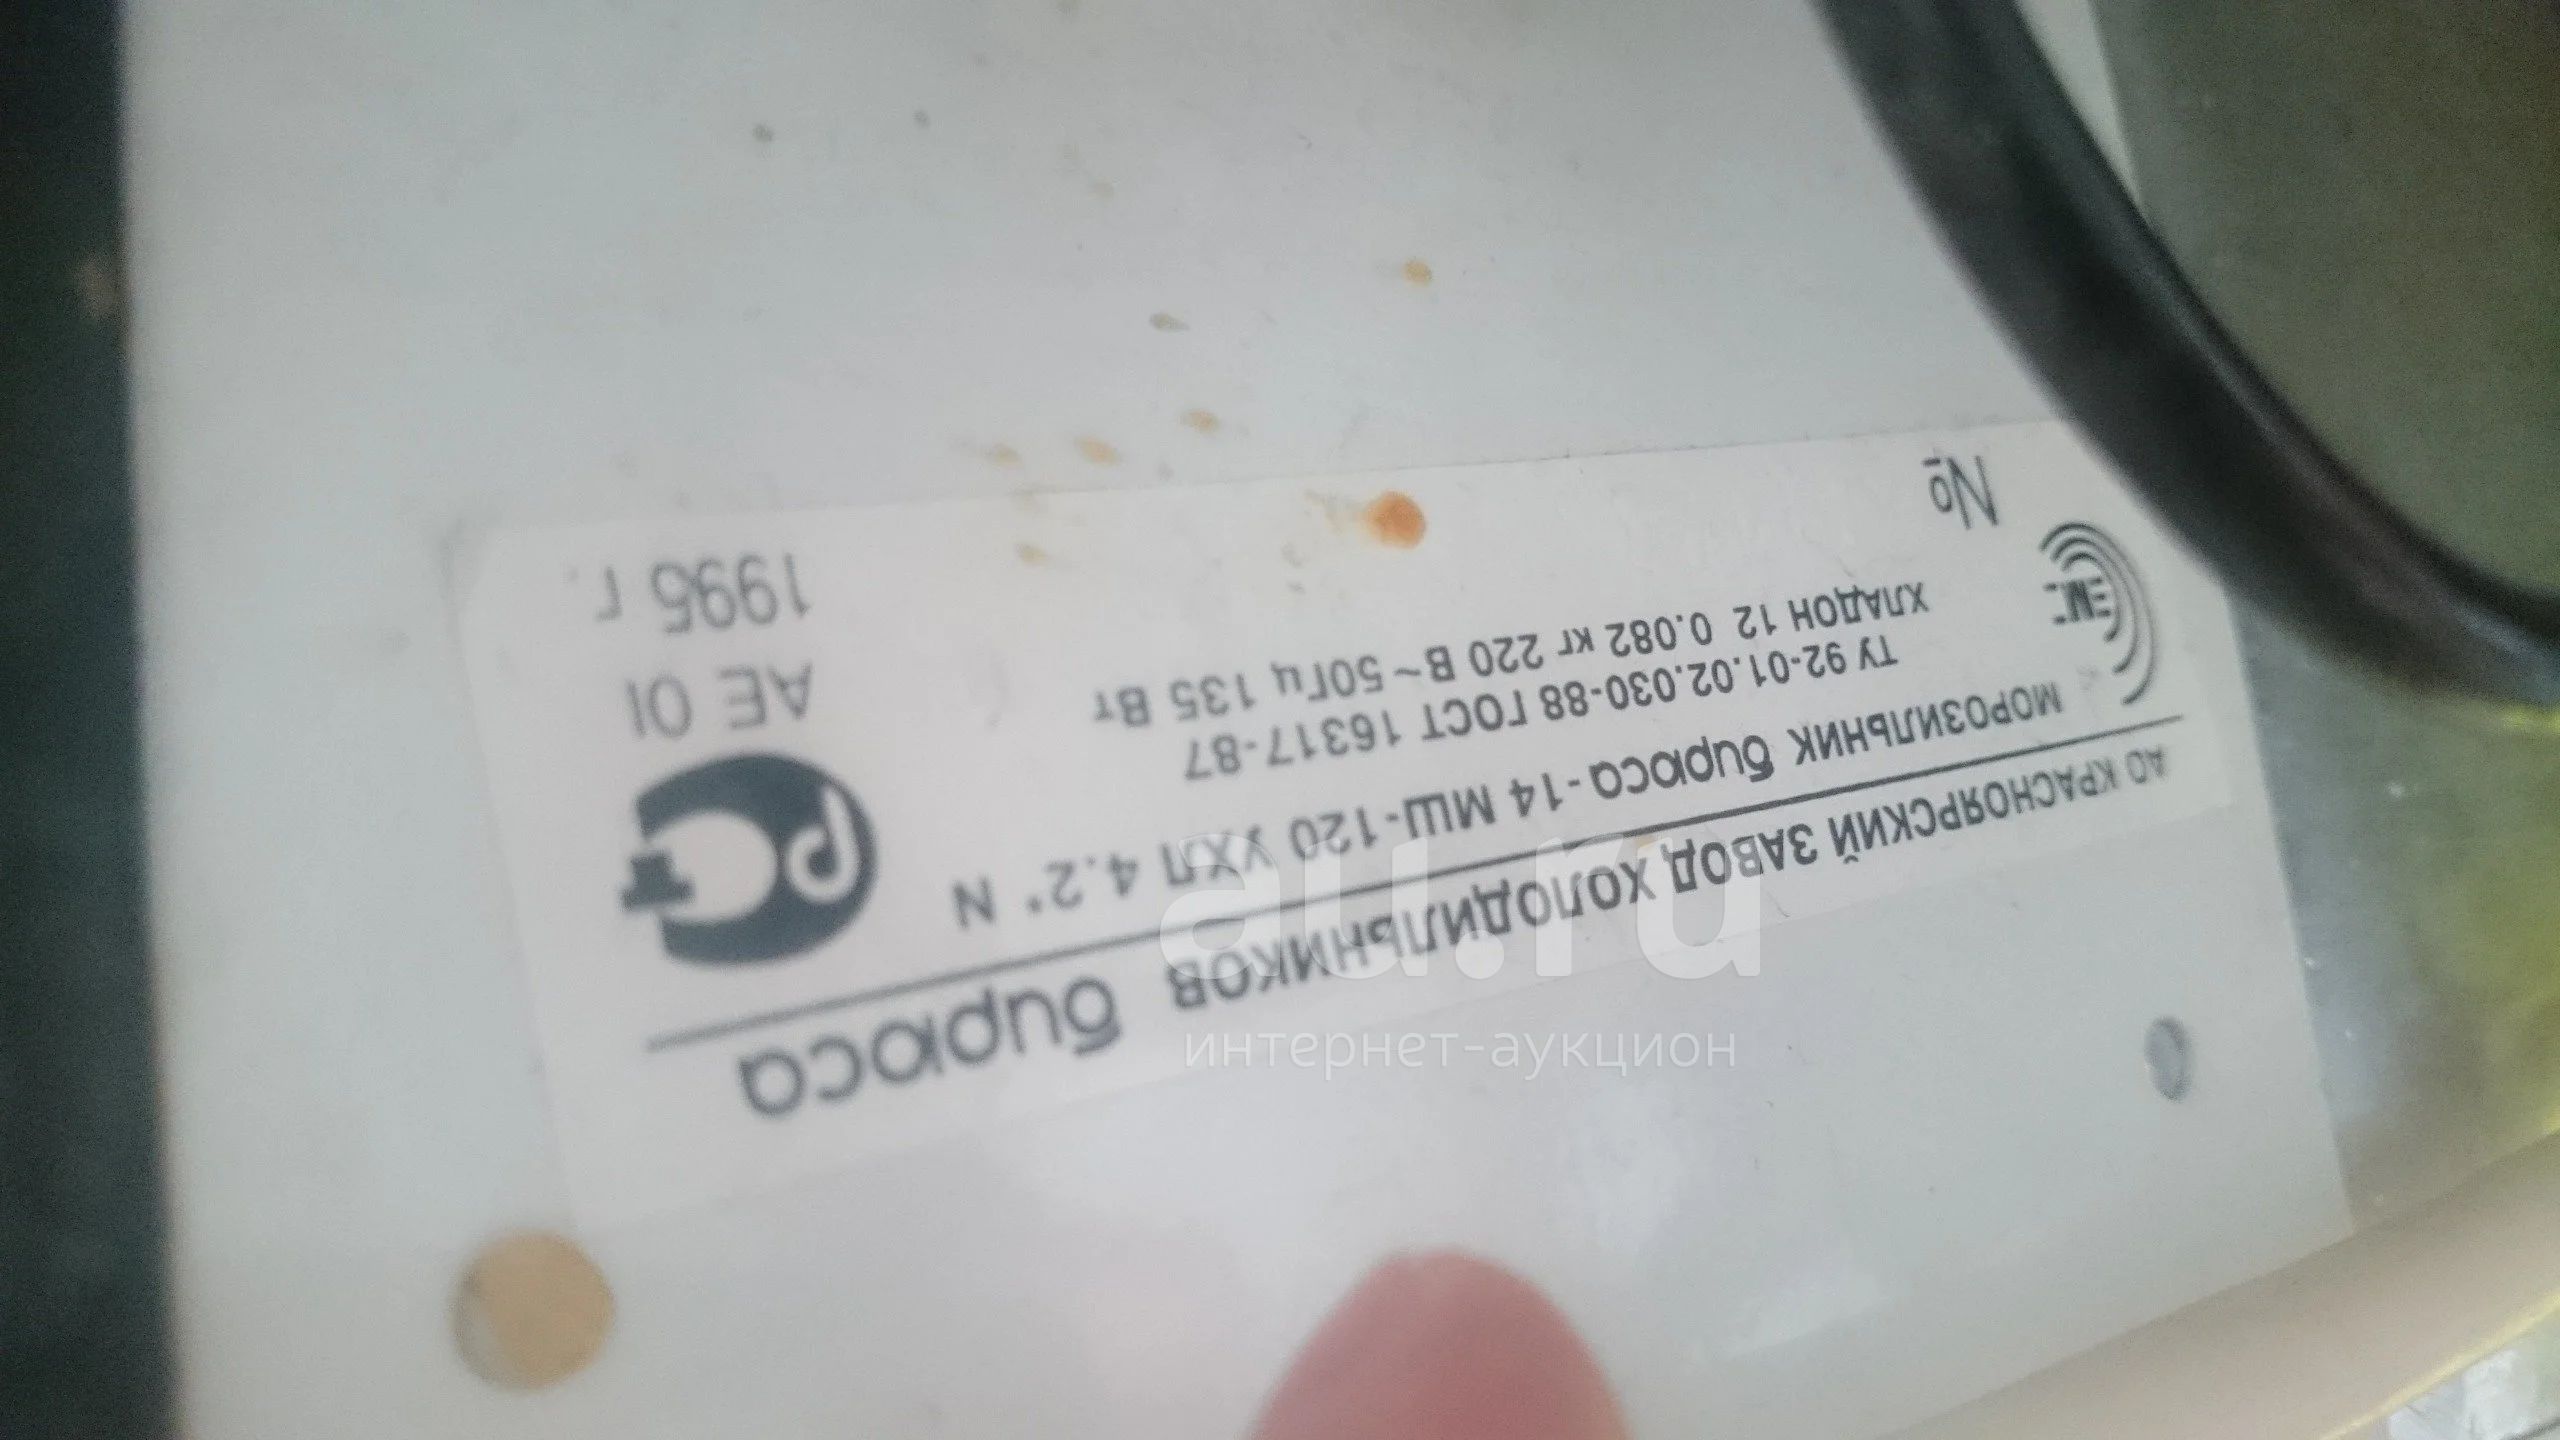 АО КРАСНОЯРСКИЙ ЗАВОД ХОЛОДИЛЬНИКОВ бирюса
МОРОЗИЛЬНИК бирюса-14 МШ-120 УХЛ 4.2* N
ТУ 92-01.02.030-88 ГОСТ 16317-87
ХЛАДОН 12 0.082 кг 220 В~50Гц 135 Вт
АЕ 01
№
1995 г.
au.ru
интернет-аукцион